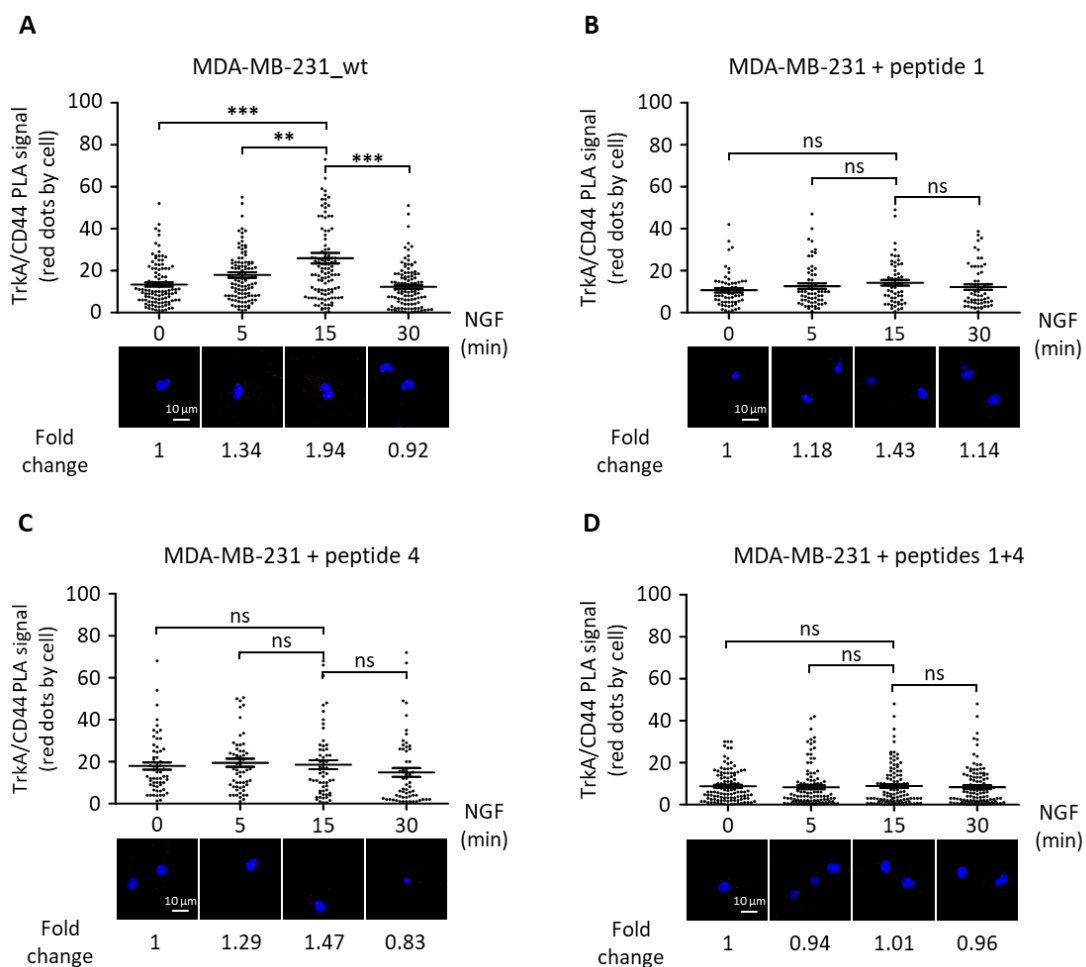 A
MDA-MB-231_wt
TrkA/CD44 PLA signal
(red dots by cell)
100
80
60
40
20
0
***
**
***
0 5 15 30
NGF
(min)
10 µm
Fold
change
1 1.34 1.94 0.92
B
MDA-MB-231 + peptide 1
TrkA/CD44 PLA signal
(red dots by cell)
100
80
60
40
20
0
ns
ns
ns
0 5 15 30
NGF
(min)
10 µm
Fold
change
1 1.18 1.43 1.14
C
MDA-MB-231 + peptide 4
TrkA/CD44 PLA signal
(red dots by cell)
100
80
60
40
20
0
ns
ns
ns
0 5 15 30
NGF
(min)
10 µm
Fold
change
1 1.29 1.47 0.83
D
MDA-MB-231 + peptides 1+4
TrkA/CD44 PLA signal
(red dots by cell)
100
80
60
40
20
0
ns
ns
ns
0 5 15 30
NGF
(min)
10 µm
Fold
change
1 0.94 1.01 0.96